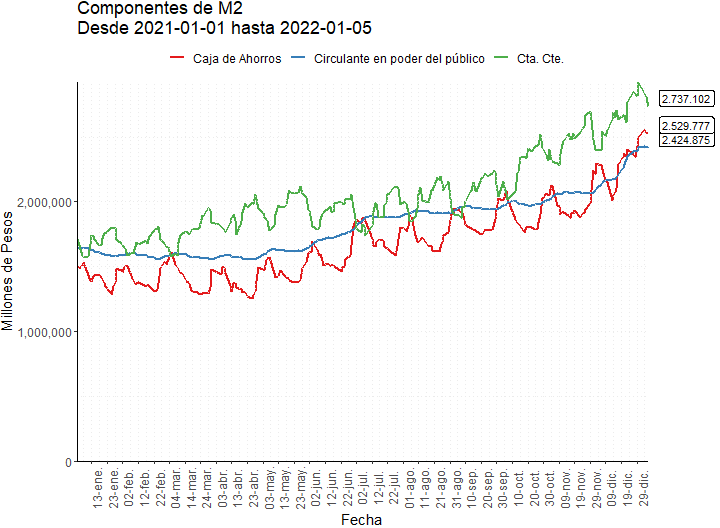 Componentes de M2
Desde 2021-01-01 hasta 2022-01-05
Caja de Ahorros Circulante en poder del público Cta. Cte.
2.737.102
2.529.777
2.424.875
2,000,000
1,000,000
0
Millones de Pesos
13-ene. 23-ene. 02-feb. 12-feb. 22-feb. 04-mar. 14-mar. 24-mar. 03-abr. 13-abr. 23-abr. 03-may. 13-may. 23-may. 02-jun. 12-jun. 22-jun. 02-jul. 12-jul. 22-jul. 01-ago. 11-ago. 21-ago. 31-ago. 10-sep. 20-sep. 30-sep. 10-oct. 20-oct. 30-oct. 09-nov. 19-nov. 29-nov. 09-dic. 19-dic. 29-dic.
Fecha